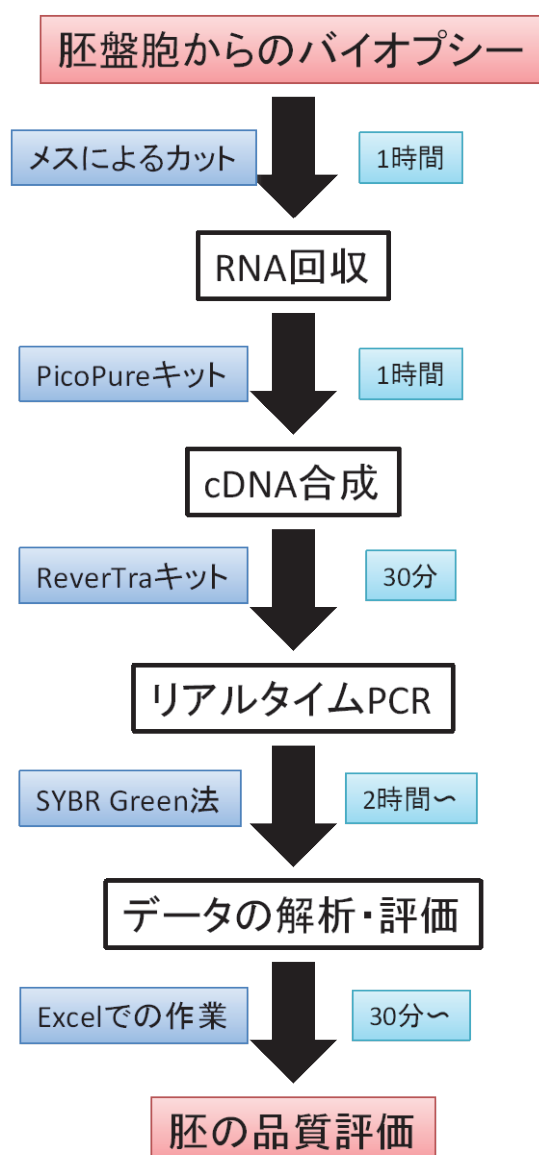 胚盤胞からのバイオプシー
メスによるカット
1時間
RNA回収
PicoPureキット
1時間
cDNA合成
ReverTraキット
30分
リアルタイムPCR
SYBR Green法
2時間〜
データの解析・評価
Excelでの作業
30分〜
胚の品質評価